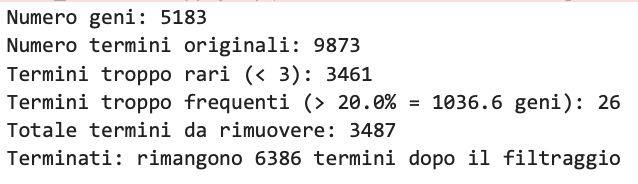 Numero geni: 5183
Numero termini originali: 9873
Termini troppo rari (< 3): 3461
Termini troppo frequenti (> 20.0% = 1036.6 geni): 26
Totale termini da rimuovere: 3487
Terminati: rimangono 6386 termini dopo il filtraggio